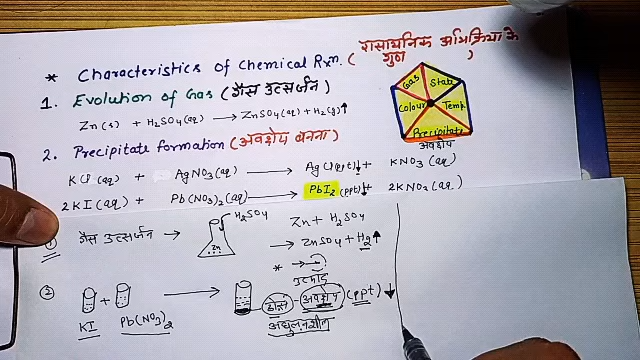 * Characteristics of Chemical Rxn. (रासायनिक अभिक्रिया के गुण)
1. Evolution of Gas (गैस उत्सर्जन)
Zn(s) + H2SO4(aq) → ZnSO4(aq) + H2(g)↑
Gas
State
Colour
Temp
Precipitate
अवक्षेप
2. Precipitate formation (अवक्षेप बनना)
AgNO3(aq) → KNO3(aq)
2KI(aq) + Pb(NO3)2(aq) → PbI2(ppt)↓ + 2KNO3(aq)
① गैस उत्सर्जन → H2SO4 Zn
Zn + H2SO4
→ ZnSO4 + H2↑
* →
उत्पाद
② + → ठोस - अवक्षेप (ppt) ↓
KI Pb(NO3)2 अघुलनशील